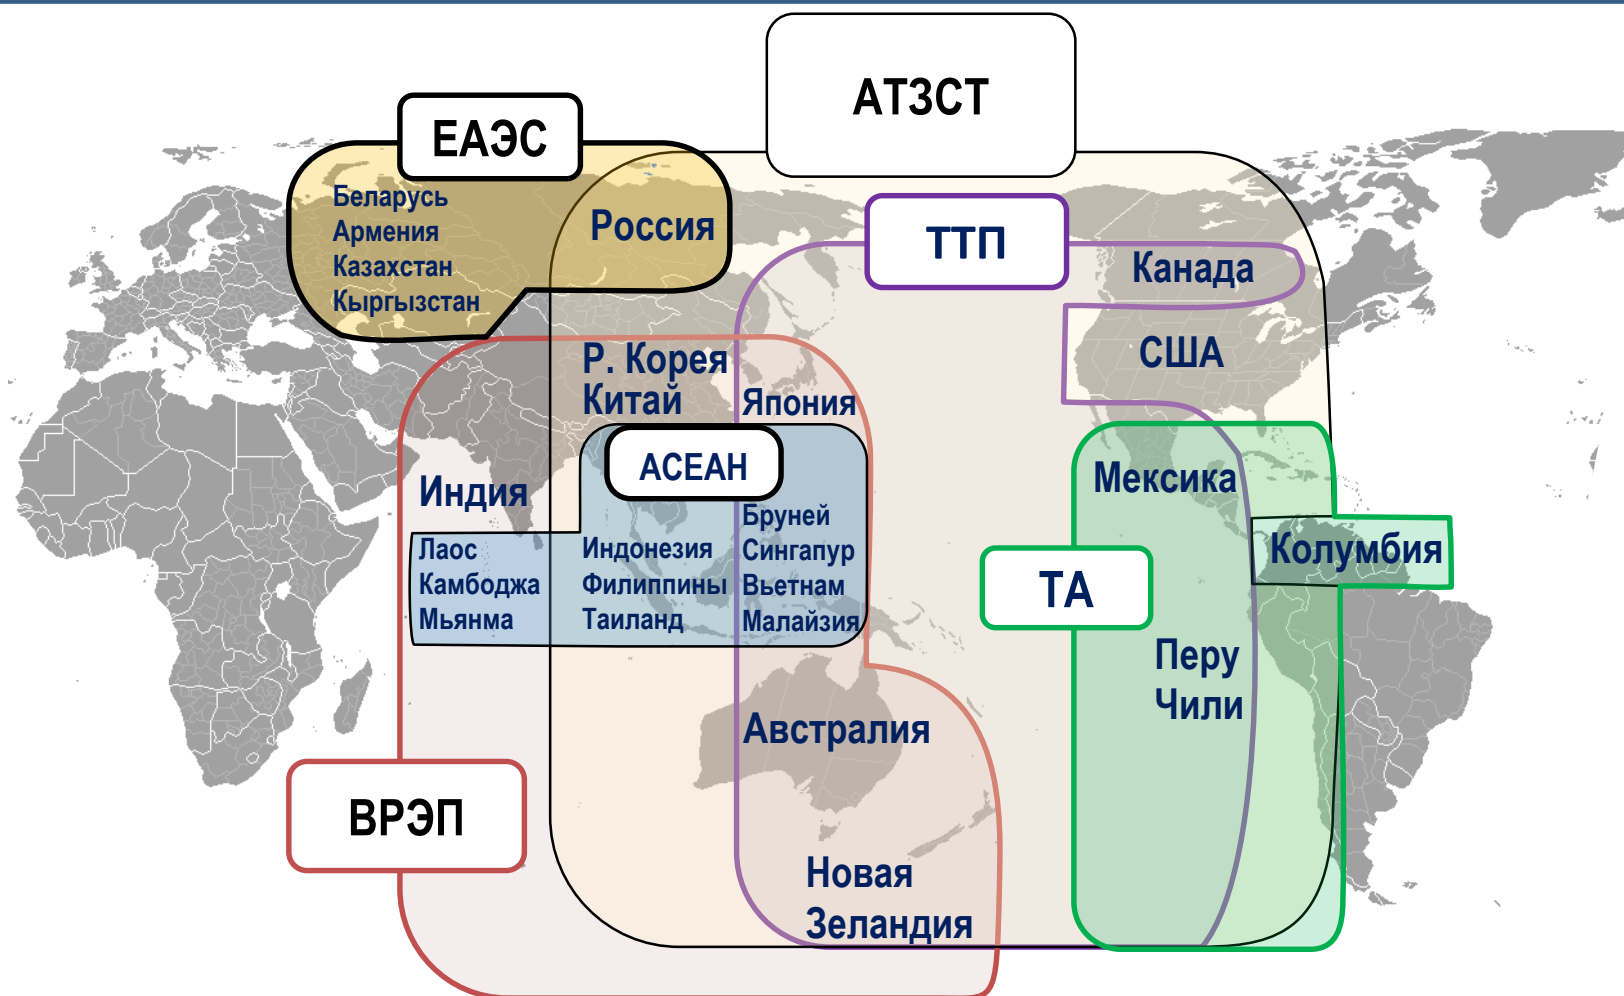 АТЗСТ
ЕАЭС
Беларусь
Армения
Казахстан
Кыргызстан
Россия
ТТП
Канада
США
Р. Корея
Китай
Япония
АСЕАН
Индия
Лаос
Камбоджа
Мьянма
Индонезия
Филиппины
Таиланд
Бруней
Сингапур
Вьетнам
Малайзия
Мексика
Колумбия
ТА
Перу
Чили
Австралия
ВРЭП
Новая
Зеландия